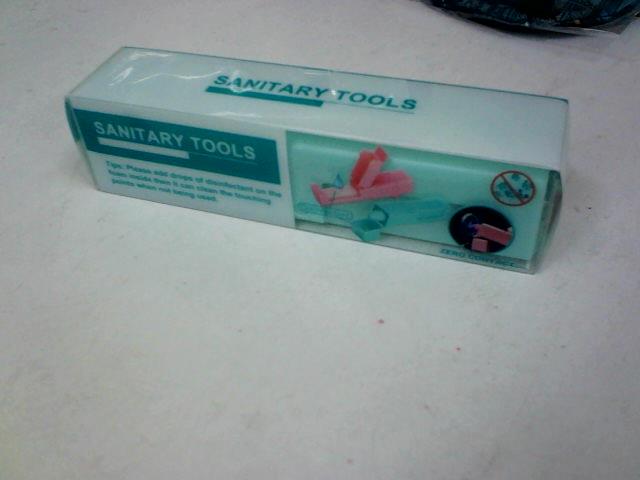 SANITARY TOOLS
SANITARY TOOLS
Tips: Please add drops of disinfectant on the
foam inside then it can clean the touching
points when not being used.
ZERO CONTACT